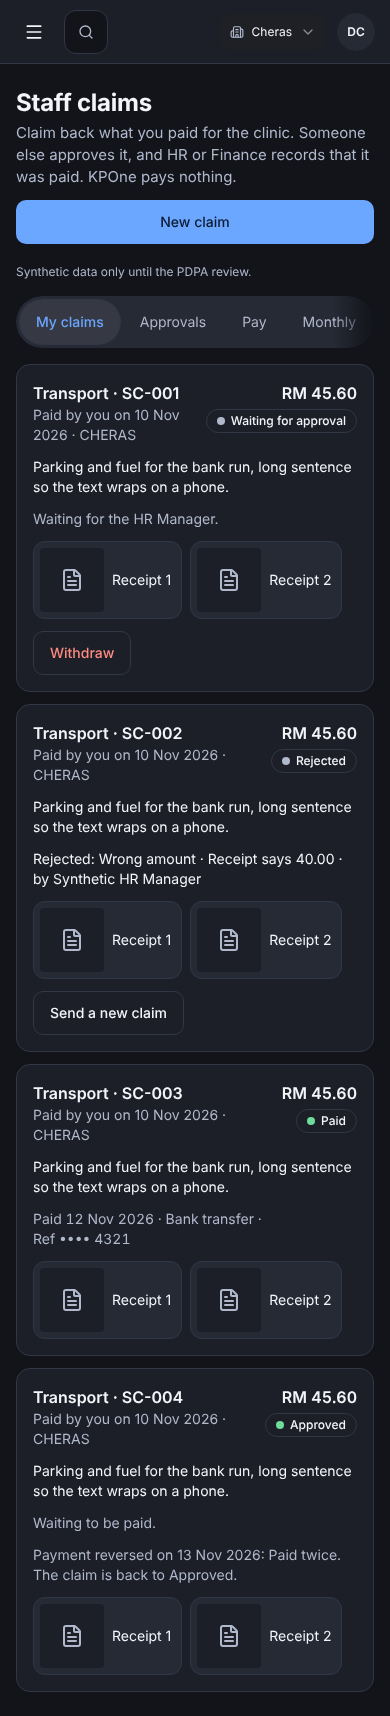 Cheras
DC
Staff claims
Claim back what you paid for the clinic. Someone
else approves it, and HR or Finance records that it
was paid. KPOne pays nothing.
New claim
Synthetic data only until the PDPA review.
My claims
Approvals
Pay
Monthly
Transport · SC-001
RM 45.60
Paid by you on 10 Nov
2026 · CHERAS
Waiting for approval
Parking and fuel for the bank run, long sentence
so the text wraps on a phone.
Waiting for the HR Manager.
Receipt 1
Receipt 2
Withdraw
Transport · SC-002
RM 45.60
Paid by you on 10 Nov 2026 ·
CHERAS
Rejected
Parking and fuel for the bank run, long sentence
so the text wraps on a phone.
Rejected: Wrong amount · Receipt says 40.00 ·
by Synthetic HR Manager
Receipt 1
Receipt 2
Send a new claim
Transport · SC-003
RM 45.60
Paid by you on 10 Nov 2026 ·
CHERAS
Paid
Parking and fuel for the bank run, long sentence
so the text wraps on a phone.
Paid 12 Nov 2026 · Bank transfer ·
Ref •••• 4321
Receipt 1
Receipt 2
Transport · SC-004
RM 45.60
Paid by you on 10 Nov 2026 ·
CHERAS
Approved
Parking and fuel for the bank run, long sentence
so the text wraps on a phone.
Waiting to be paid.
Payment reversed on 13 Nov 2026: Paid twice.
The claim is back to Approved.
Receipt 1
Receipt 2